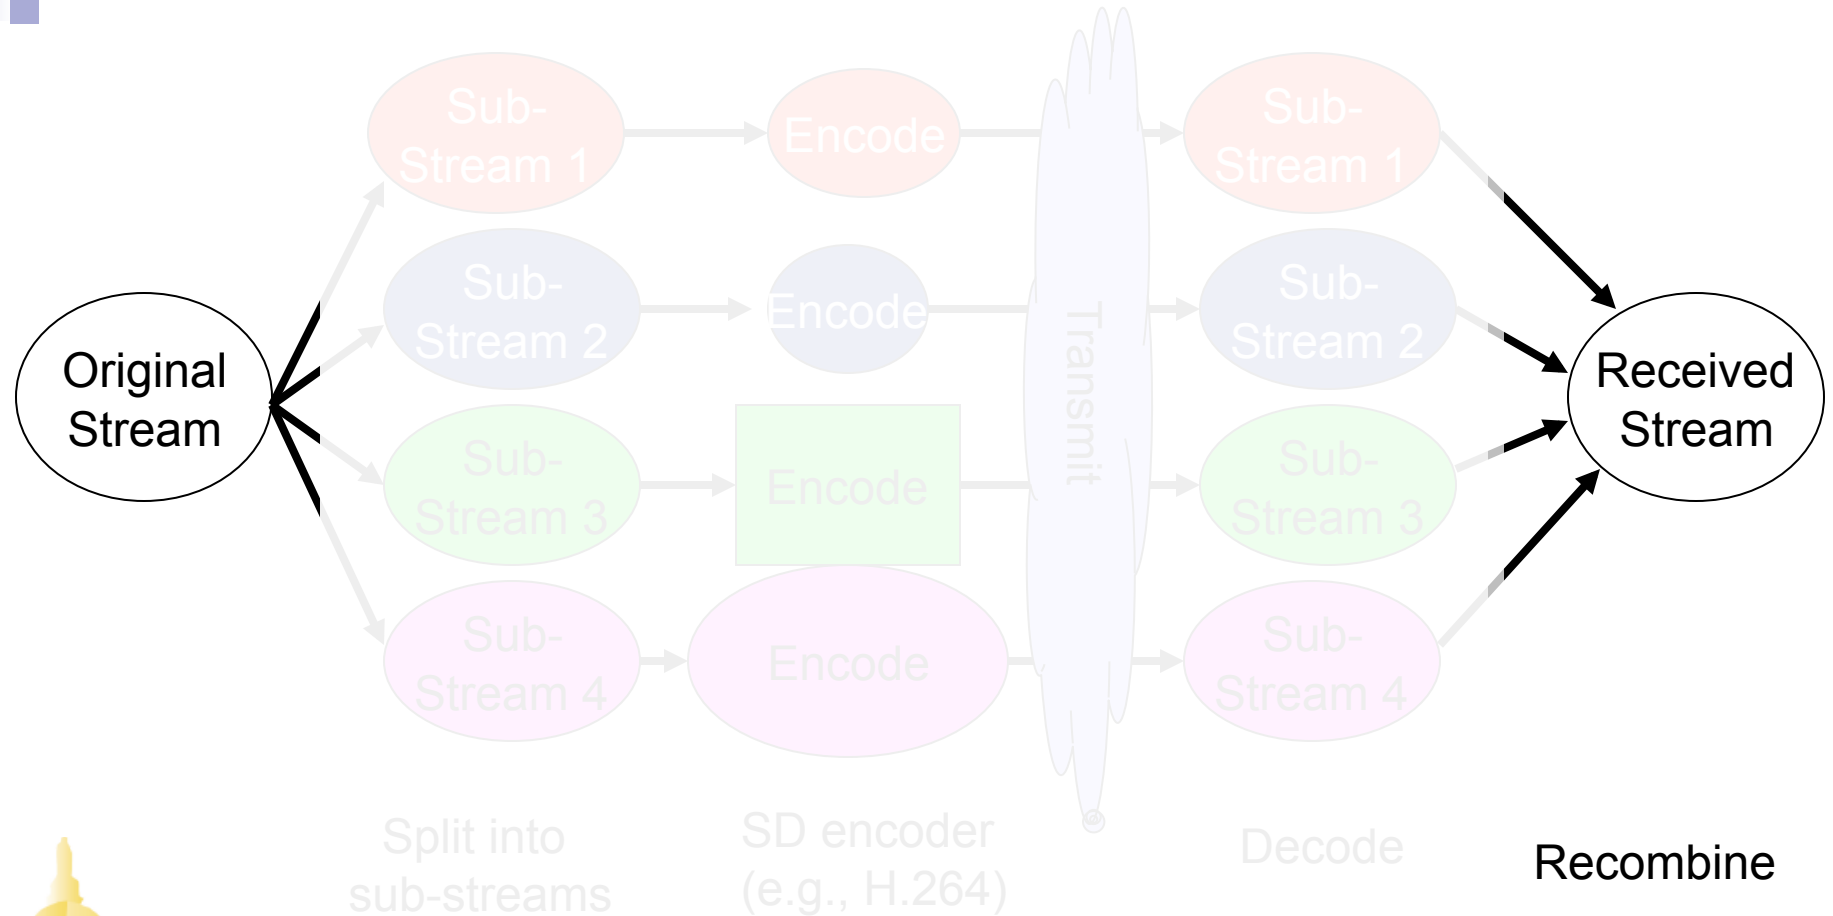 Original
Stream
Sub-
Stream 1
Sub-
Stream 2
Sub-
Stream 3
Sub-
Stream 4
Encode
Encode
Encode
Encode
Transmit
Sub-
Stream 1
Sub-
Stream 2
Sub-
Stream 3
Sub-
Stream 4
Received
Stream
Split into
sub-streams
SD encoder
(e.g., H.264)
Decode
Recombine